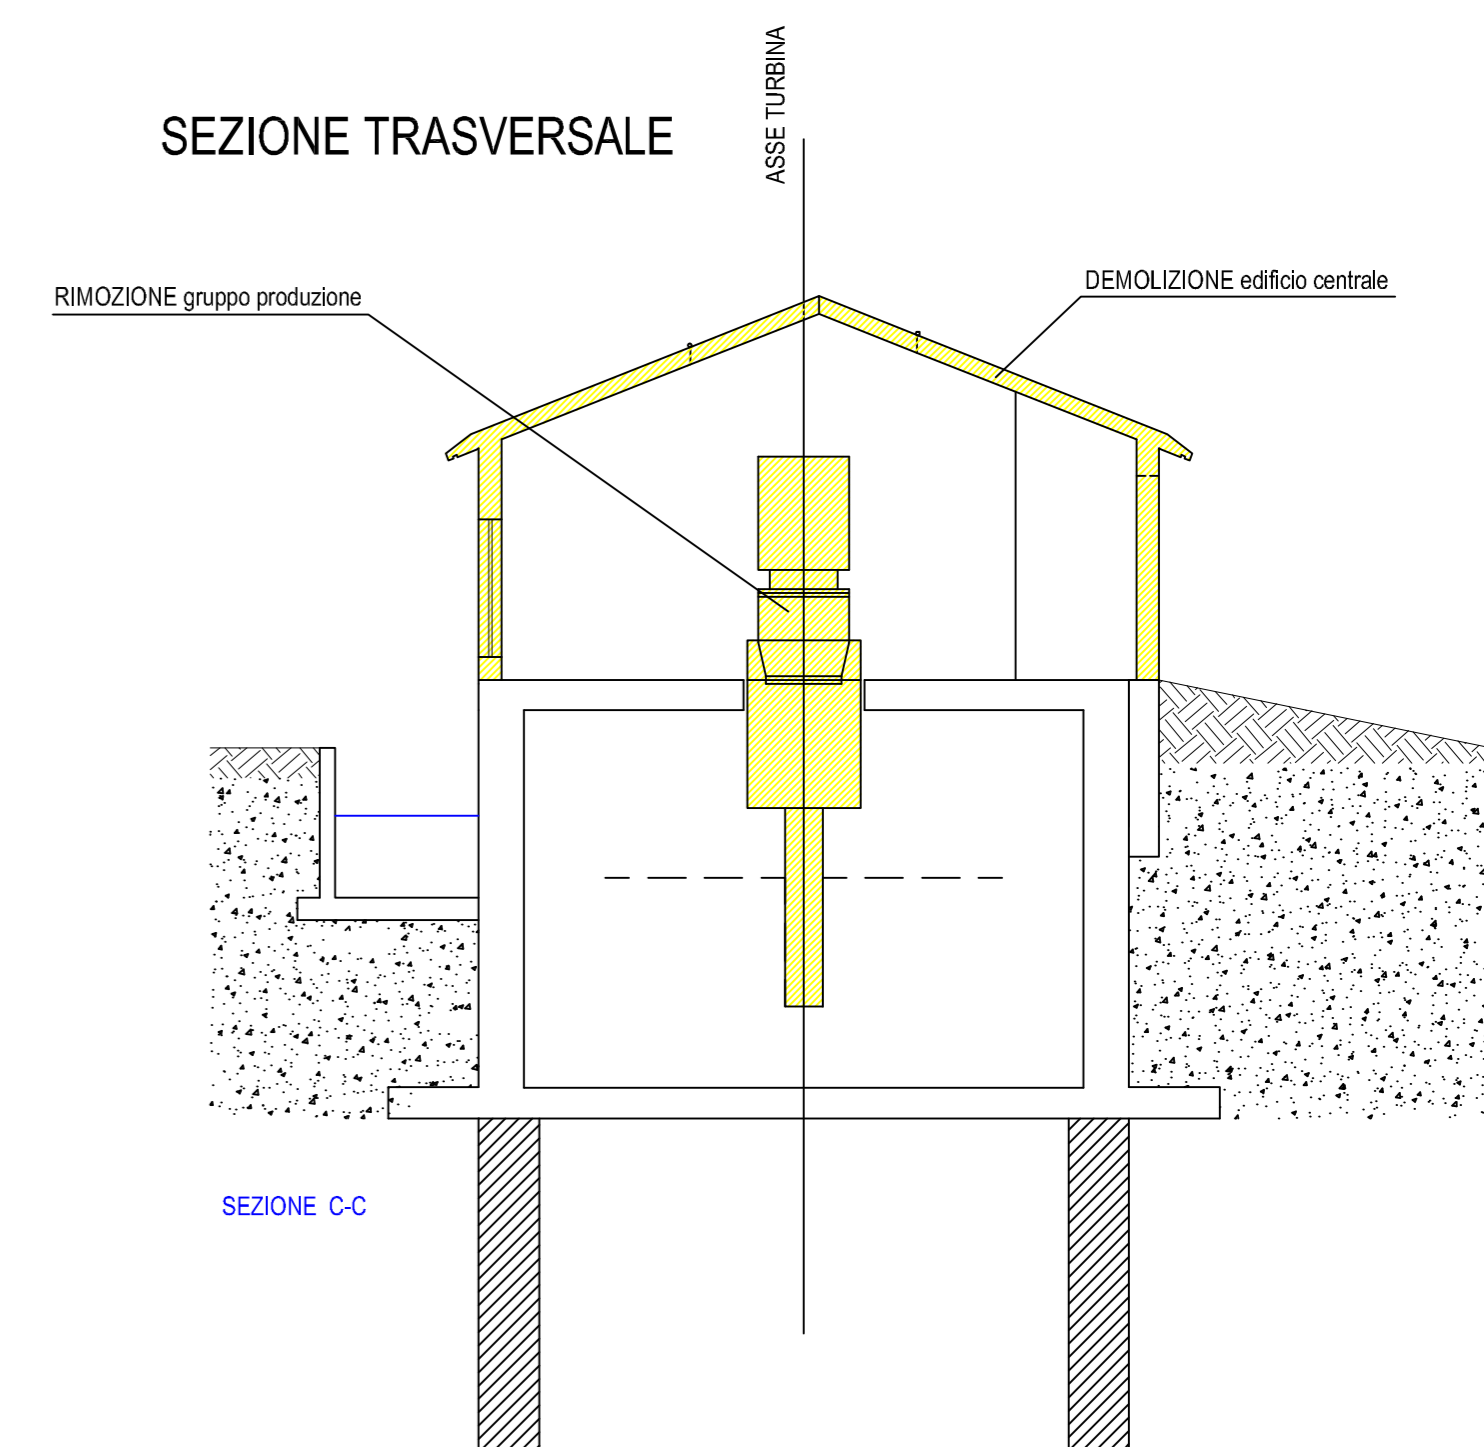 ASSE TURBINA
SEZIONE TRASVERSALE
RIMOZIONE gruppo produzione
DEMOLIZIONE edificio centrale
SEZIONE C-C